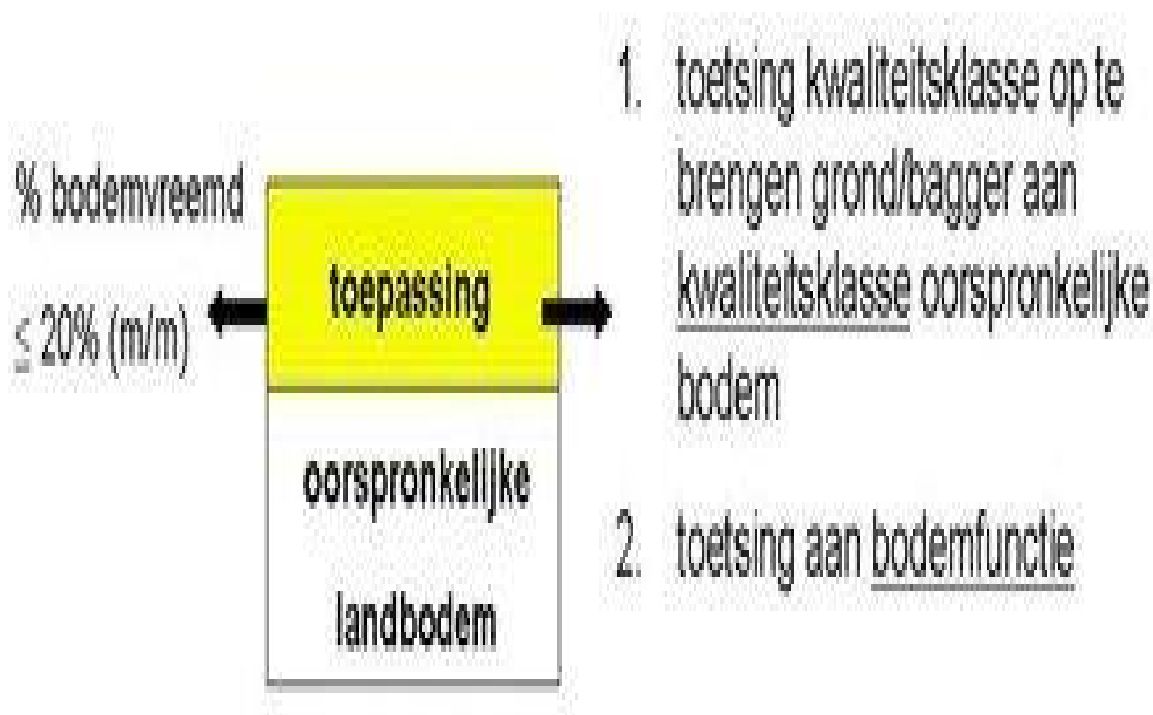 % bodemvreemd
≤ 20% (m/m)
toepassing
oorspronkelijke
landbodem
1. toetsing kwaliteitsklasse op te
brengen grond/bagger aan
kwaliteitsklasse oorspronkelijke
bodem
2. toetsing aan bodemfunctie